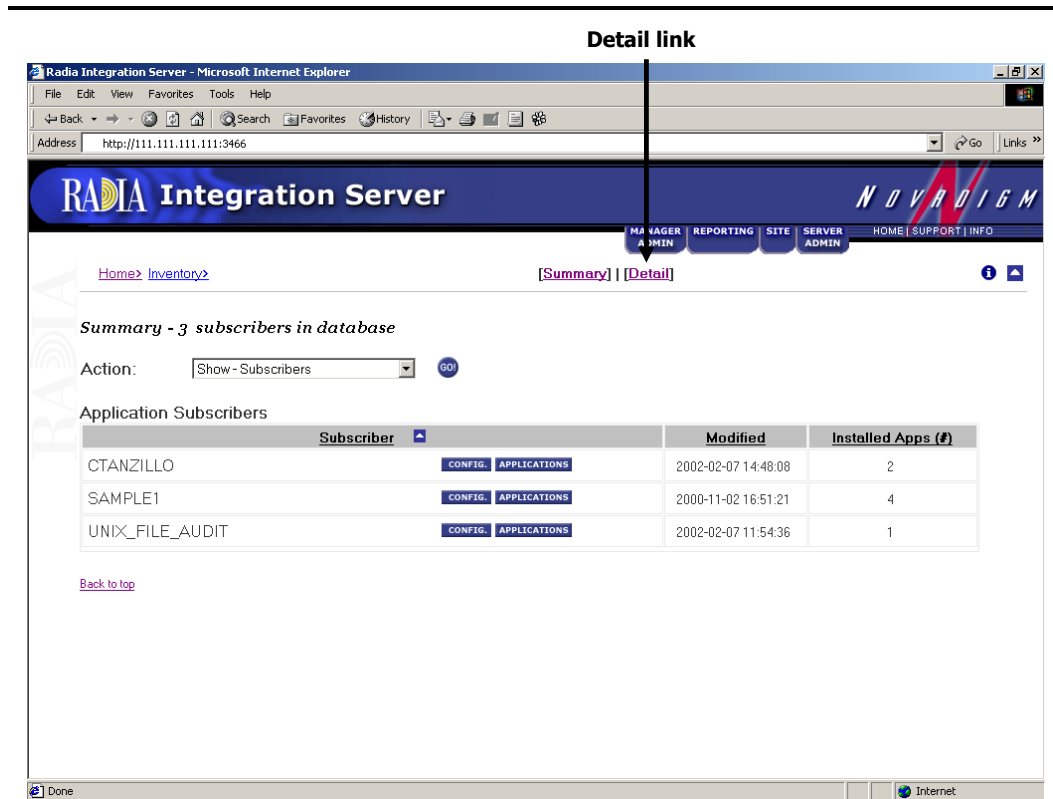 Detail link
Radia Integration Server - Microsoft Internet Explorer
File Edit View Favorites Tools Help
Back Search Favorites History
Address http://111.111.111.111:3466 Go Links »
RADIA Integration Server NOVADIGM
MANAGER ADMIN REPORTING SITE SERVER ADMIN HOME | SUPPORT | INFO
Home> Inventory> [Summary] | [Detail]
RADIA
Summary - 3 subscribers in database
Action: Show - Subscribers GO!
Application Subscribers
Subscriber Modified Installed Apps (#)
CTANZILLO CONFIG. APPLICATIONS 2002-02-07 14:48:08 2
SAMPLE1 CONFIG. APPLICATIONS 2000-11-02 16:51:21 4
UNIX_FILE_AUDIT CONFIG. APPLICATIONS 2002-02-07 11:54:36 1
Back to top
Done Internet